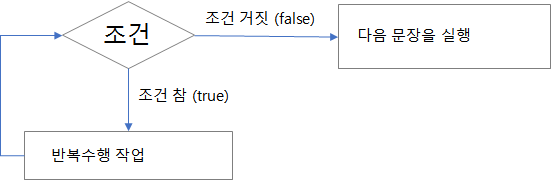 조건
조건 거짓 (false)
다음 문장을 실행
조건 참 (true)
반복수행 작업